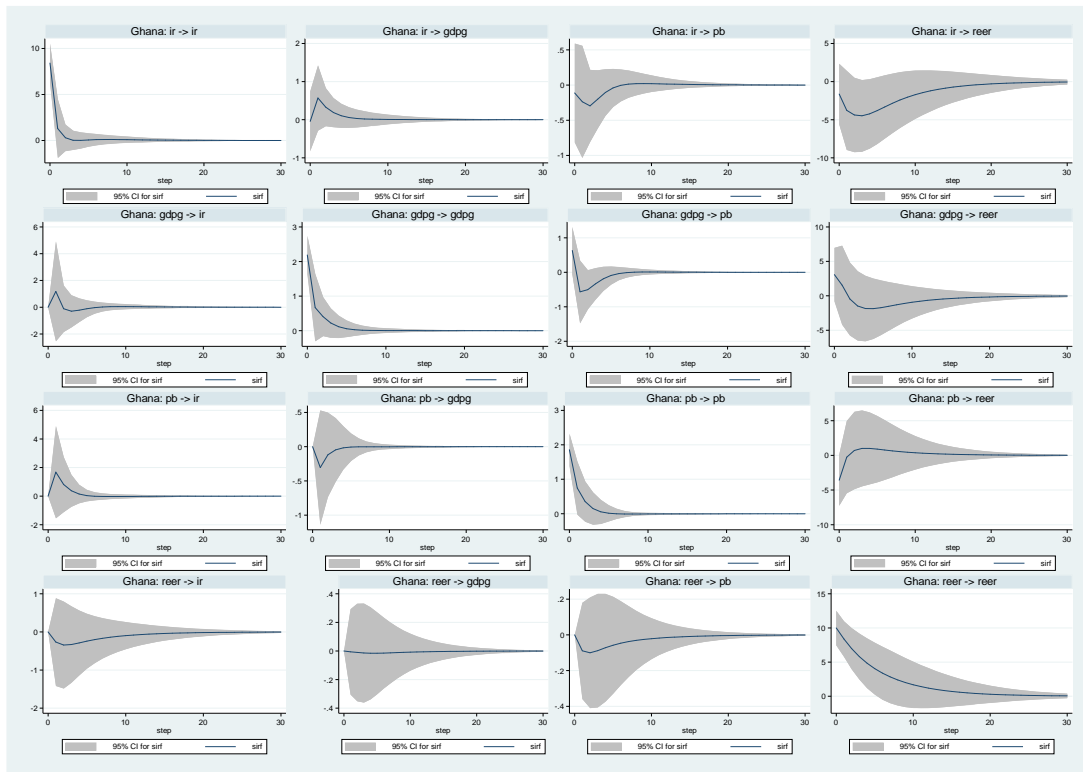 Ghana: ir -> ir
10
5
0
0
10
20
30
step
95% CI for sirf
sirf
Ghana: ir -> gdpg
2
1
0
-1
0
10
20
30
step
95% CI for sirf
sirf
Ghana: ir -> pb
.5
0
-.5
-1
0
10
20
30
step
95% CI for sirf
sirf
Ghana: ir -> reer
5
0
-5
-10
0
10
20
30
step
95% CI for sirf
sirf
Ghana: gdpg -> ir
6
4
2
0
-2
0
10
20
30
step
95% CI for sirf
sirf
Ghana: gdpg -> gdpg
3
2
1
0
0
10
20
30
step
95% CI for sirf
sirf
Ghana: gdpg -> pb
1
0
-1
-2
0
10
20
30
step
95% CI for sirf
sirf
Ghana: gdpg -> reer
10
5
0
-5
0
10
20
30
step
95% CI for sirf
sirf
Ghana: pb -> ir
6
4
2
0
-2
0
10
20
30
step
95% CI for sirf
sirf
Ghana: pb -> gdpg
.5
0
-.5
-1
0
10
20
30
step
95% CI for sirf
sirf
Ghana: pb -> pb
3
2
1
0
0
10
20
30
step
95% CI for sirf
sirf
Ghana: pb -> reer
5
0
-5
-10
0
10
20
30
step
95% CI for sirf
sirf
Ghana: reer -> ir
1
0
-1
-2
0
10
20
30
step
95% CI for sirf
sirf
Ghana: reer -> gdpg
.4
.2
0
-.2
-.4
0
10
20
30
step
95% CI for sirf
sirf
Ghana: reer -> pb
.2
0
-.2
-.4
0
10
20
30
step
95% CI for sirf
sirf
Ghana: reer -> reer
15
10
5
0
0
10
20
30
step
95% CI for sirf
sirf